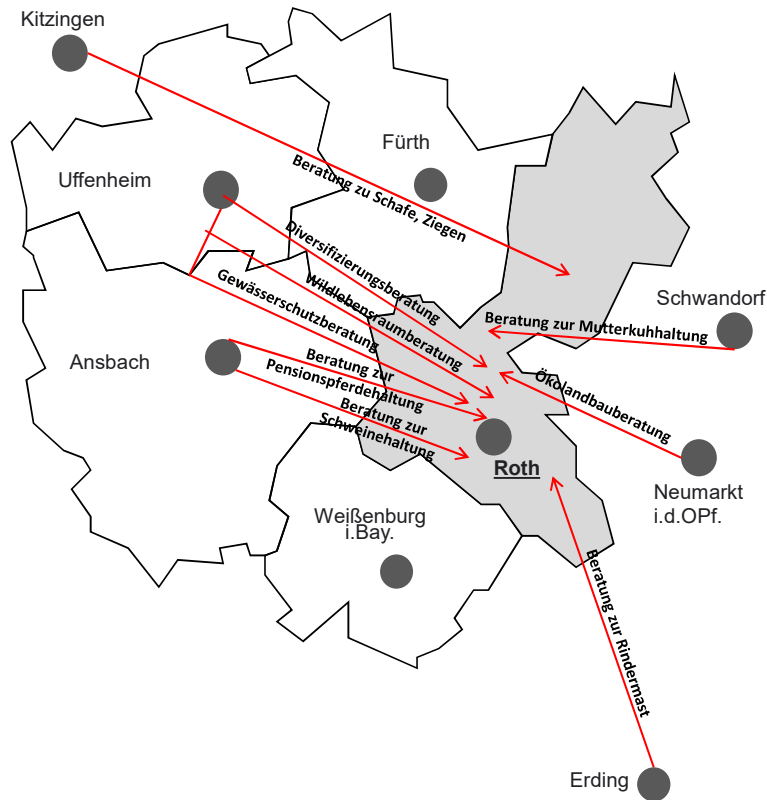 Kitzingen
Fürth
Uffenheim
Beratung zu Schafe, Ziegen
Diversifizierungsberatung
Wildlebensraumberatung
Gewässerschutzberatung
Schwandorf
Beratung zur Mutterkuhhaltung
Ansbach
Beratung zur
Pensionspferdehaltung
Beratung zur
Schweinehaltung
Ökolandbauberatung
Roth
Neumarkt
i.d.OPf.
Weißenburg
i.Bay.
Beratung zur Rindermast
Erding